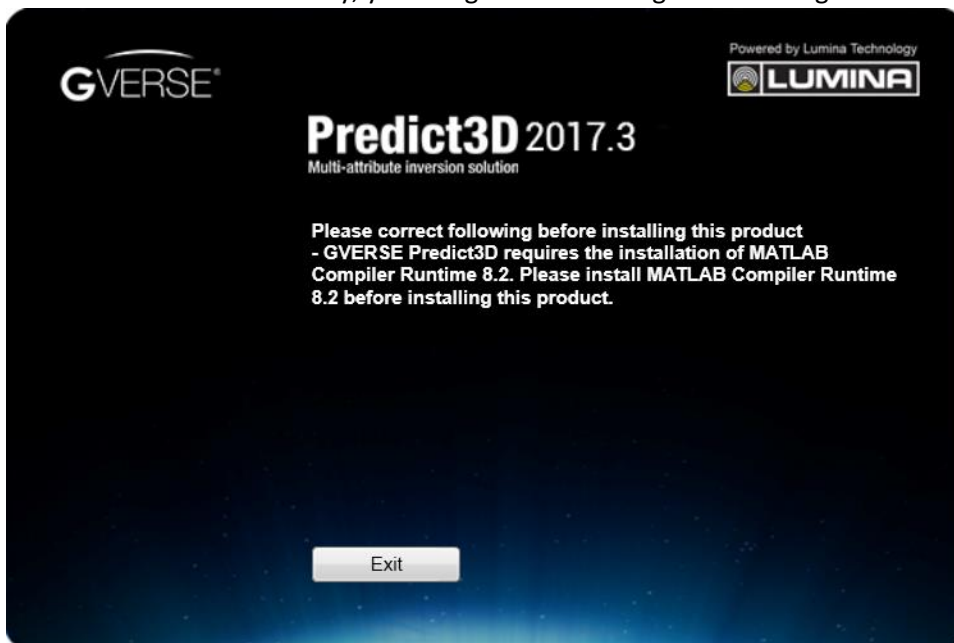 GVERSE®
Powered by Lumina Technology
LUMINA
Predict3D 2017.3
Multi-attribute inversion solution
Please correct following before installing this product
- GVERSE Predict3D requires the installation of MATLAB
Compiler Runtime 8.2. Please install MATLAB Compiler Runtime
8.2 before installing this product.
Exit